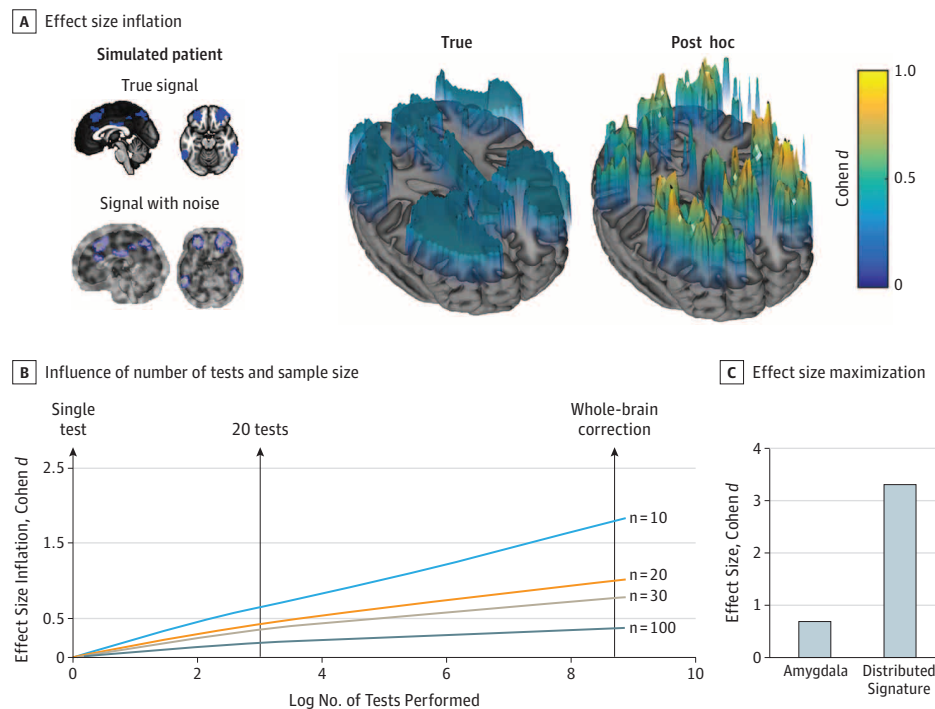 A Effect size inflation
Simulated patient
True signal
Signal with noise
True
Post hoc
1.0
0.5
0
Cohen d
B Influence of number of tests and sample size
Single
test
20 tests
Whole-brain
correction
2.5
1.5
0.5
0
Effect Size Inflation, Cohen d
n=10
n=20
n=30
n=100
0
2
4
6
8
10
Log No. of Tests Performed
C Effect size maximization
4
3
2
1
0
Effect Size, Cohen d
Amygdala
Distributed
Signature